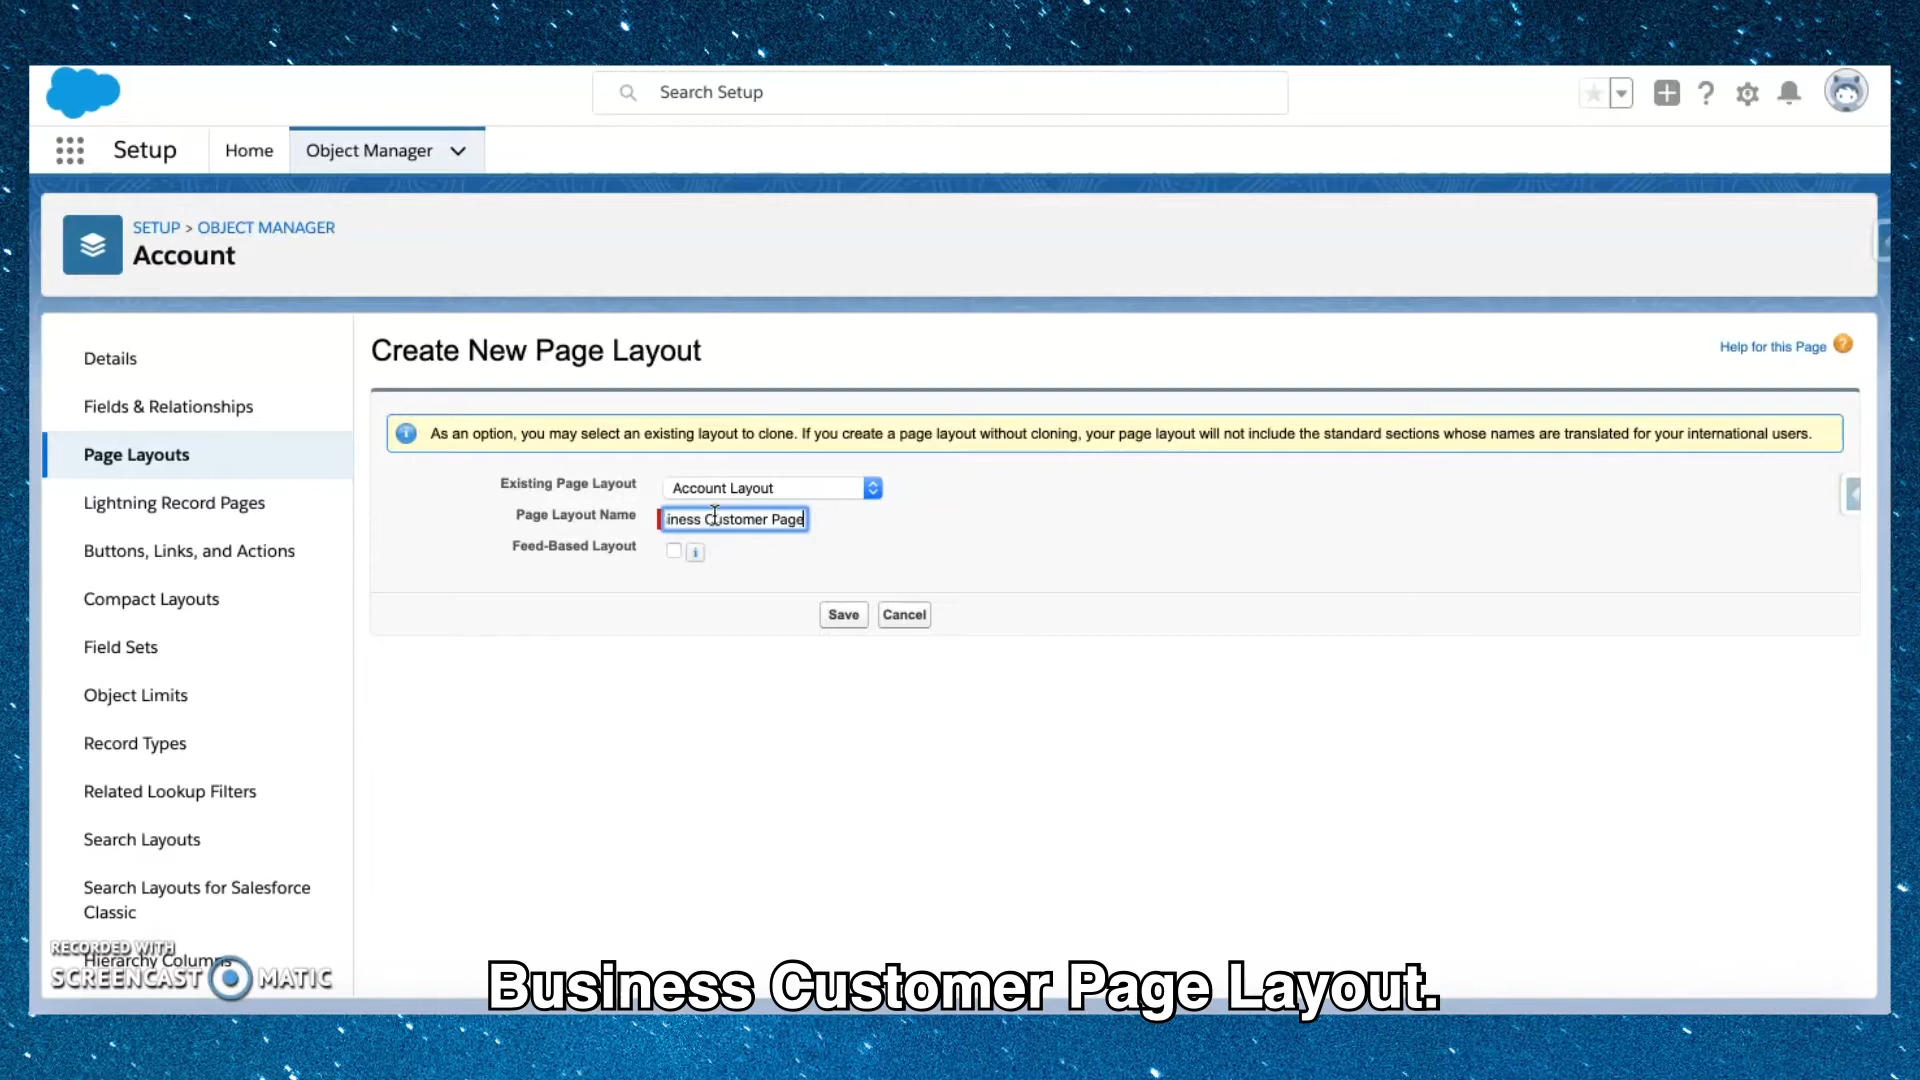 Search Setup
Setup
Home
Object Manager
SETUP > OBJECT MANAGER
Account
Details
Fields & Relationships
Page Layouts
Lightning Record Pages
Buttons, Links, and Actions
Compact Layouts
Field Sets
Object Limits
Record Types
Related Lookup Filters
Search Layouts
Search Layouts for Salesforce
Classic
Hierarchy Columns
Create New Page Layout
Help for this Page
As an option, you may select an existing layout to clone. If you create a page layout without cloning, your page layout will not include the standard sections whose names are translated for your international users.
Existing Page Layout
Account Layout
Page Layout Name
iness Customer Page
Feed-Based Layout
Save
Cancel
RECORDED WITH
SCREENCAST MATIC
Business Customer Page Layout.